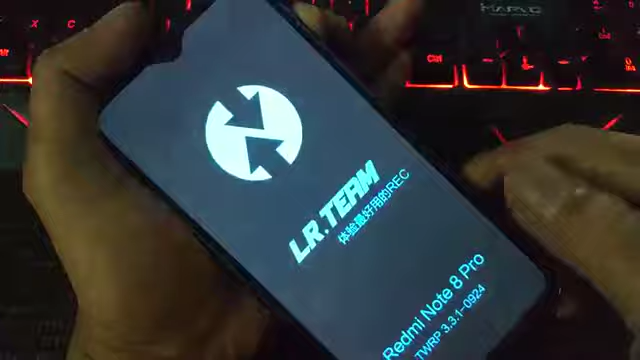 LR.TEAM
体验最好用的REC
Redmi Note 8 Pro
TWRP 3.3.1-0924
Ctrl
X
C